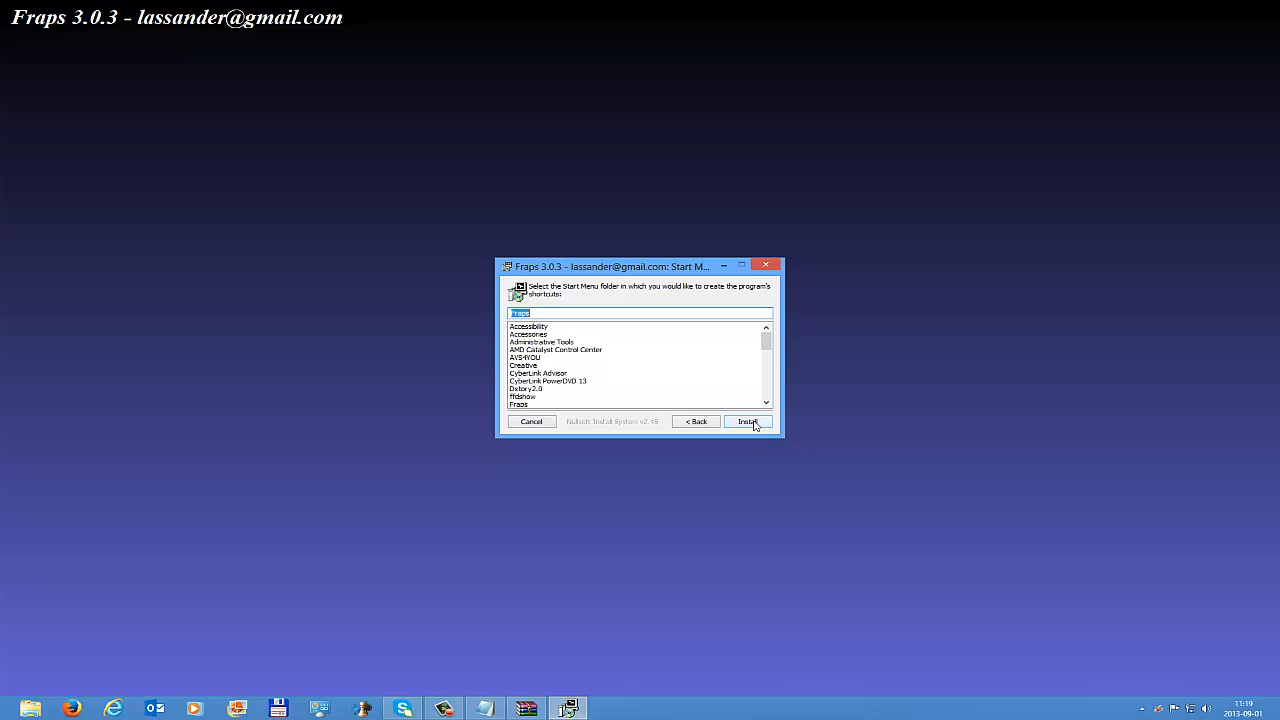 Fraps 3.0.3 - lassander@gmail.com
Fraps 3.0.3 - lassander@gmail.com: Start M...
Select the Start Menu folder in which you would like to create the program's
shortcuts:
Fraps
Accessibility
Accessories
Administrative Tools
AMD Catalyst Control Center
AVS4YOU
Creative
CyberLink Advisor
CyberLink PowerDVD 13
Dxtory2.0
ffdshow
Fraps
Cancel
Nullsoft Install System v2.45
< Back
Install
11:19
2013-09-01